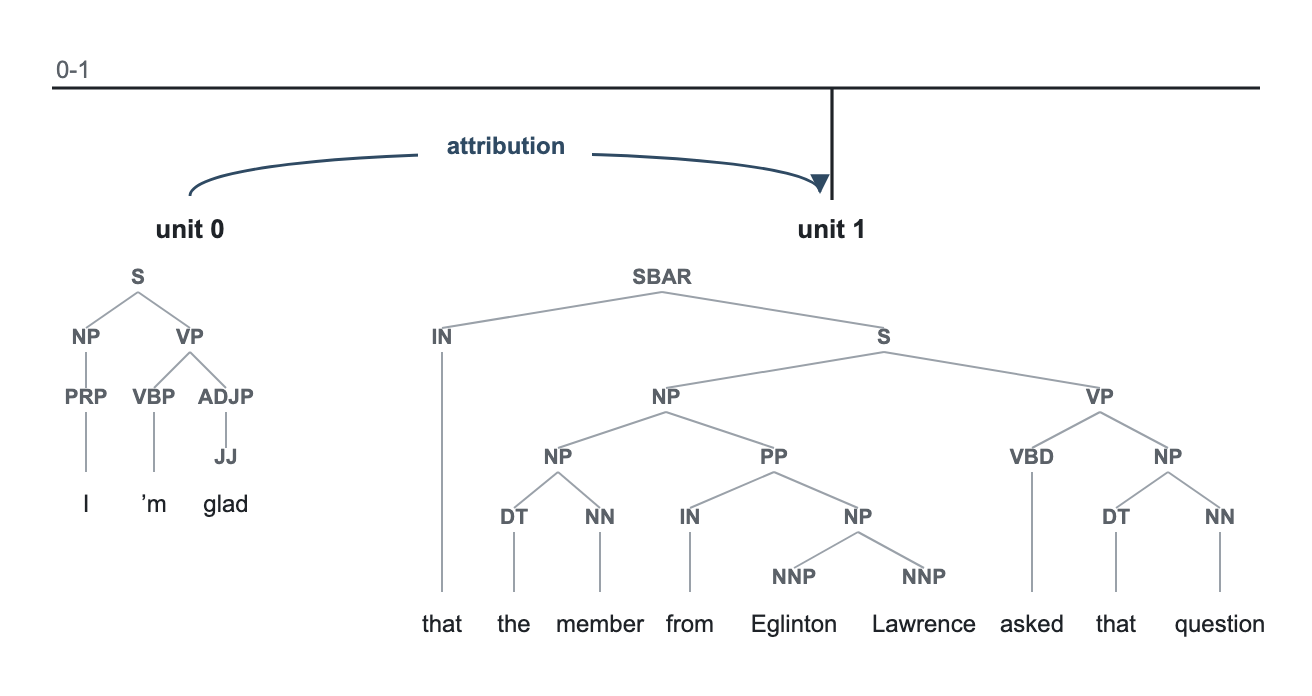 0-1
attribution
unit 0 unit 1
S SBAR
NP VP IN S
PRP VBP ADJP NP VP
JJ NP PP VBD NP
I ’m glad DT NN IN NP DT NN
NNP NNP
that the member from Eglinton Lawrence asked that question